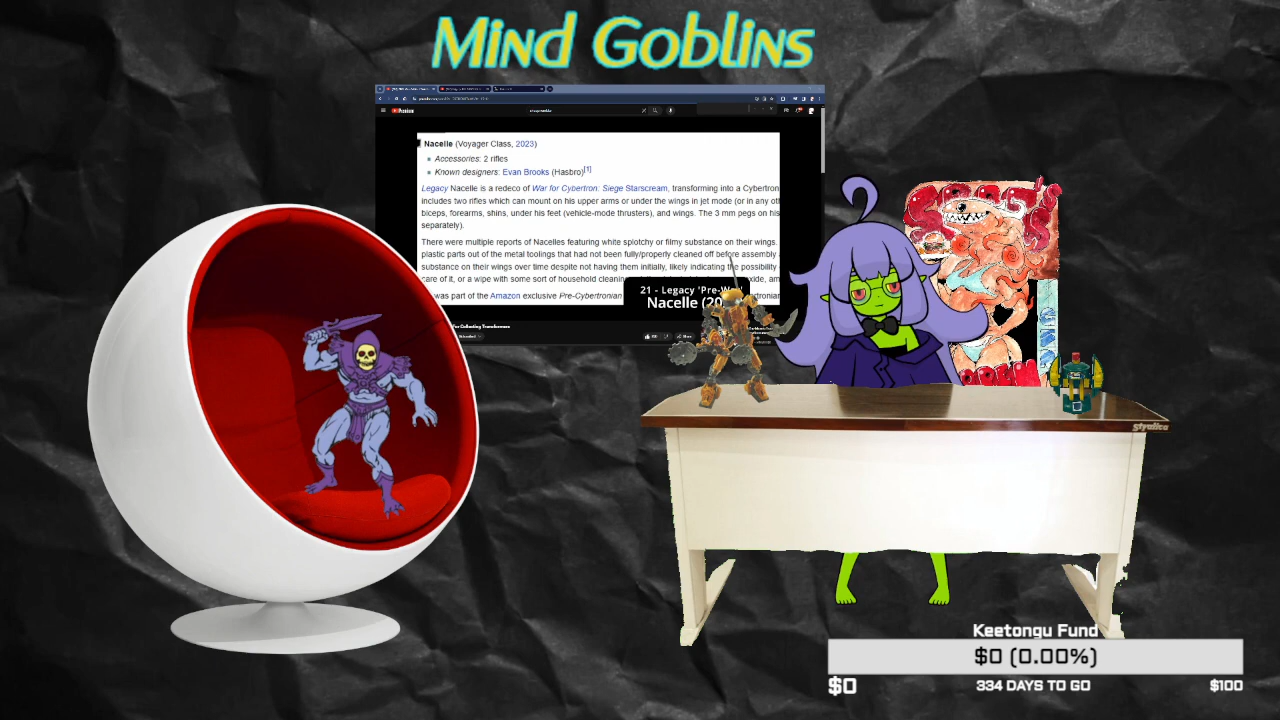 Mind Goblins
Premium
Nacelle (Voyager Class, 2023)
Accessories: 2 rifles
Known designers: Evan Brooks (Hasbro)[1]
Legacy Nacelle is a redeco of War for Cybertron: Siege Starscream, transforming into a Cybertron
includes two rifles which can mount on his upper arms or under the wings in jet mode (or in any ot
biceps, forearms, shins, under his feet (vehicle-mode thrusters), and wings. The 3 mm pegs on his
separately).
There were multiple reports of Nacelles featuring white splotchy or filmy substance on their wings.
plastic parts out of the metal toolings that had not been fully/properly cleaned off before assembly
substance on their wings over time despite not having them initially, likely indicating the possibility
care of it, or a wipe with some sort of household cleanin
was part of the Amazon exclusive Pre-Cybertronian
21 - Legacy 'Pre-W
Nacelle (20
For Collecting Transformers
Share
Styalica
Keetongu Fund
$0 (0.00%)
$0
334 DAYS TO GO
$100